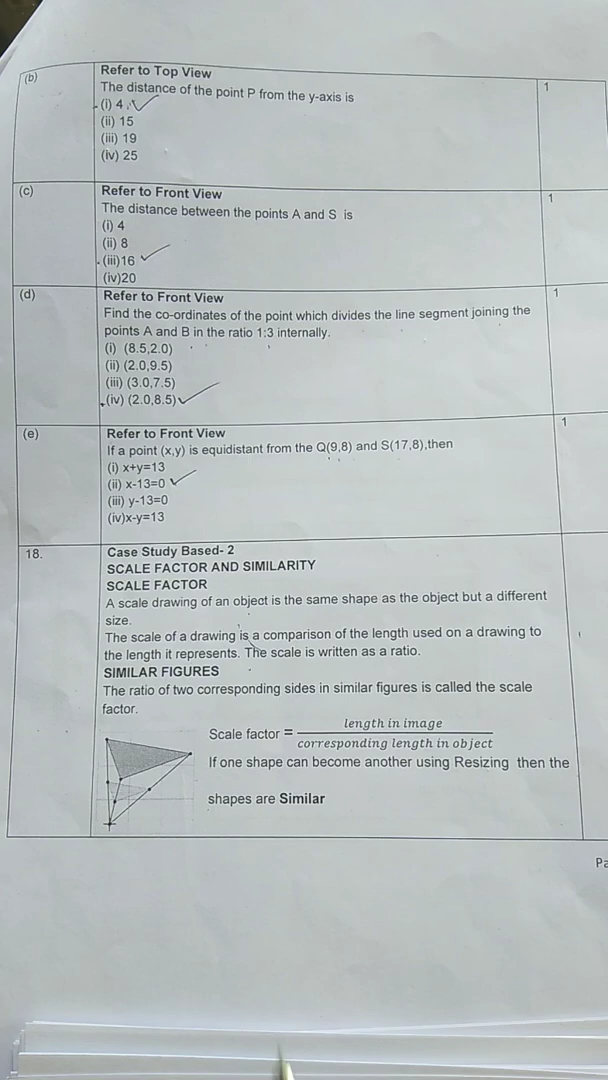 (b)
Refer to Top View
1
The distance of the point P from the y-axis is
(i) 4
(ii) 15
(iii) 19
(iv) 25
(c)
Refer to Front View
1
The distance between the points A and S is
(i) 4
(ii) 8
(iii)16
(iv)20
(d)
Refer to Front View
1
Find the co-ordinates of the point which divides the line segment joining the
points A and B in the ratio 1:3 internally.
(i) (8.5,2.0)
(ii) (2.0,9.5)
(iii) (3.0,7.5)
(iv) (2.0,8.5)
(e)
Refer to Front View
1
If a point (x,y) is equidistant from the Q(9,8) and S(17,8),then
(i) x+y=13
(ii) x-13=0
(iii) y-13=0
(iv)x-y=13
18.
Case Study Based- 2
SCALE FACTOR AND SIMILARITY
SCALE FACTOR
A scale drawing of an object is the same shape as the object but a different
size.
The scale of a drawing is a comparison of the length used on a drawing to
the length it represents. The scale is written as a ratio.
SIMILAR FIGURES
The ratio of two corresponding sides in similar figures is called the scale
factor.
Scale factor = length in image
corresponding length in object
If one shape can become another using Resizing then the
shapes are Similar
Pa